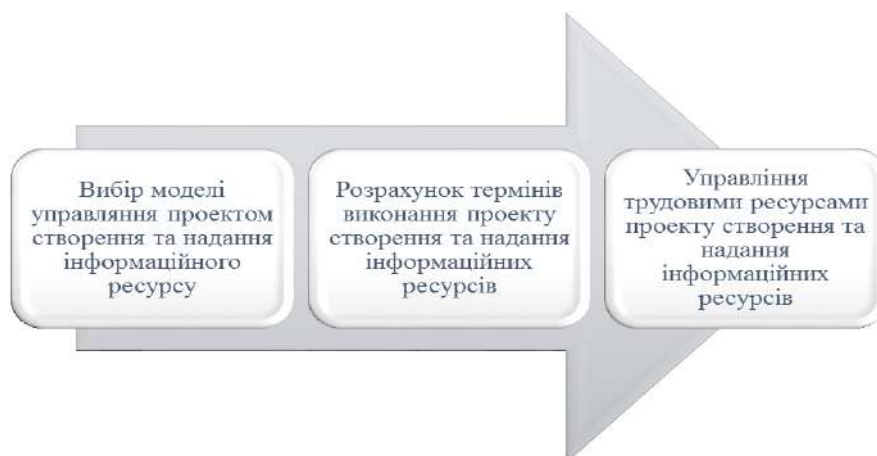 Вибір моделі
управляння проектом
створення та надання
інформаційного
ресурсу
Розрахунок термінів
виконання проекту
створення та надання
інформаційних
ресурсів
Управління
трудовими ресурсами
проекту створення та
надання
інформаційних
ресурсів